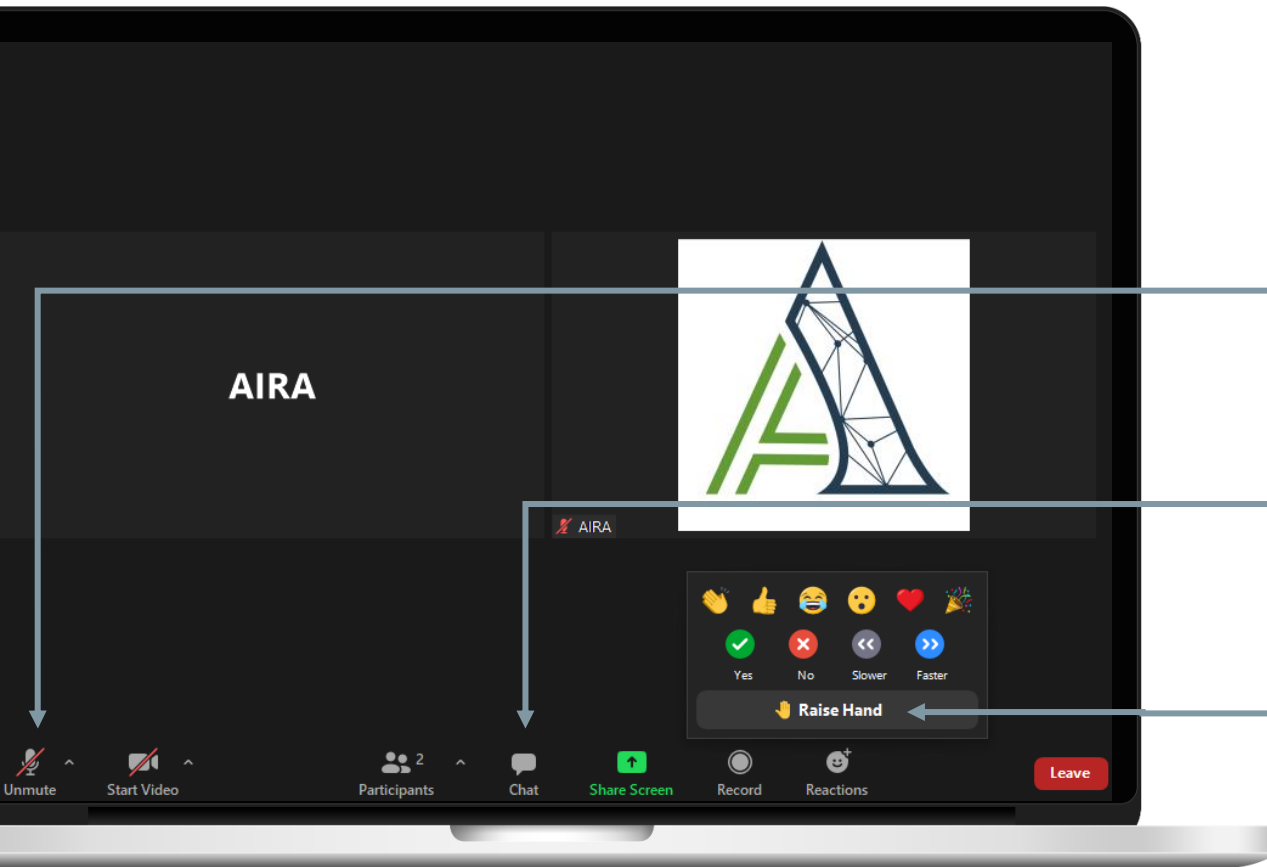 AIRA
AIRA
Yes No Slower Faster
Raise Hand
2
Unmute Start Video Participants Chat Share Screen Record Reactions Leave